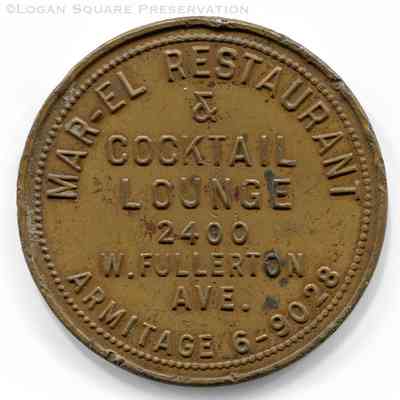 ©Logan Square Preservation
MAR-EL RESTAURANT
&
COCKTAIL
LOUNGE
2400
W. FULLERTON
AVE.
ARMITAGE 6-9028